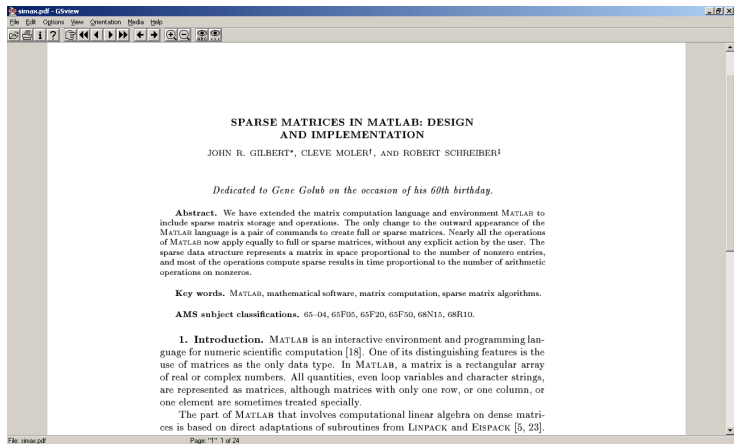 simax.pdf - GSview
File Edit Options View Orientation Media Help
SPARSE MATRICES IN MATLAB: DESIGN
AND IMPLEMENTATION
JOHN R. GILBERT*, CLEVE MOLER†, AND ROBERT SCHREIBER‡
Dedicated to Gene Golub on the occasion of his 60th birthday.
Abstract. We have extended the matrix computation language and environment MATLAB to
include sparse matrix storage and operations. The only change to the outward appearance of the
MATLAB language is a pair of commands to create full or sparse matrices. Nearly all the operations
of MATLAB now apply equally to full or sparse matrices, without any explicit action by the user. The
sparse data structure represents a matrix in space proportional to the number of nonzero entries,
and most of the operations compute sparse results in time proportional to the number of arithmetic
operations on nonzeros.
Key words. MATLAB, mathematical software, matrix computation, sparse matrix algorithms.
AMS subject classifications. 65–04, 65F05, 65F20, 65F50, 68N15, 68R10.
1. Introduction. MATLAB is an interactive environment and programming lan-
guage for numeric scientific computation [18]. One of its distinguishing features is the
use of matrices as the only data type. In MATLAB, a matrix is a rectangular array
of real or complex numbers. All quantities, even loop variables and character strings,
are represented as matrices, although matrices with only one row, or one column, or
one element are sometimes treated specially.
The part of MATLAB that involves computational linear algebra on dense matri-
ces is based on direct adaptations of subroutines from LINPACK and EISPACK [5, 23].
File: simax.pdf Page: "1" 1 of 24